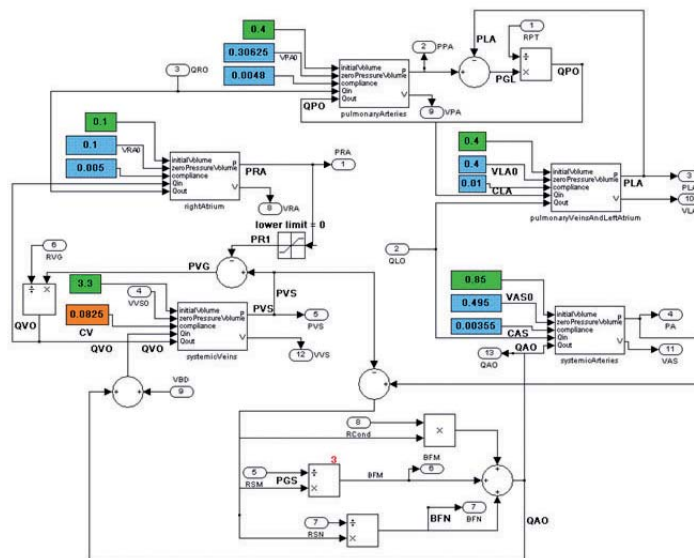 0.4
initialVolume
P
0.30625
VPA0
zeroPressureVolume
0.0048
compliance
Qin
V
QPO
Qout
pulmonaryArteries
2
PPA
9
VPA
PLA
1
RPT
PGL
÷
×
QPO
3
QRO
0.1
initialVolume
P
0.1
VRA0
zeroPressureVolume
0.005
compliance
Qin
V
Qout
rightAtrium
PRA
PRA
1
8
VRA
lower limit = 0
PR1
0.4
initialVolume
P
0.4
VLA0
zeroPressureVolume
0.01
CLA
compliance
Qin
V
Qout
pulmonaryVeinsAndLeftAtrium
PLA
3
PLA
10
VLA
2
QLO
6
RVG
÷ ×
QVO
PVG
3.3
4
VVS0
0.0825
CV
QVO
QVO
initialVolume
P
zeroPressureVolume
compliance
Qin
V
Qout
systemicVeins
PVS
PVS
5
PVS
12
VVS
VBD
9
0.85
initialVolume
P
0.495
VAS0
zeroPressureVolume
0.00355
compliance
CAS
Qin
V
QAO
Qout
systemicArteries
4
PA
11
VAS
13
QAO
8
RCond
×
5
RSM
PGS
÷
×
3
BFM
BFM
6
7
RSN
÷
×
BFN
7
BFN
QAO